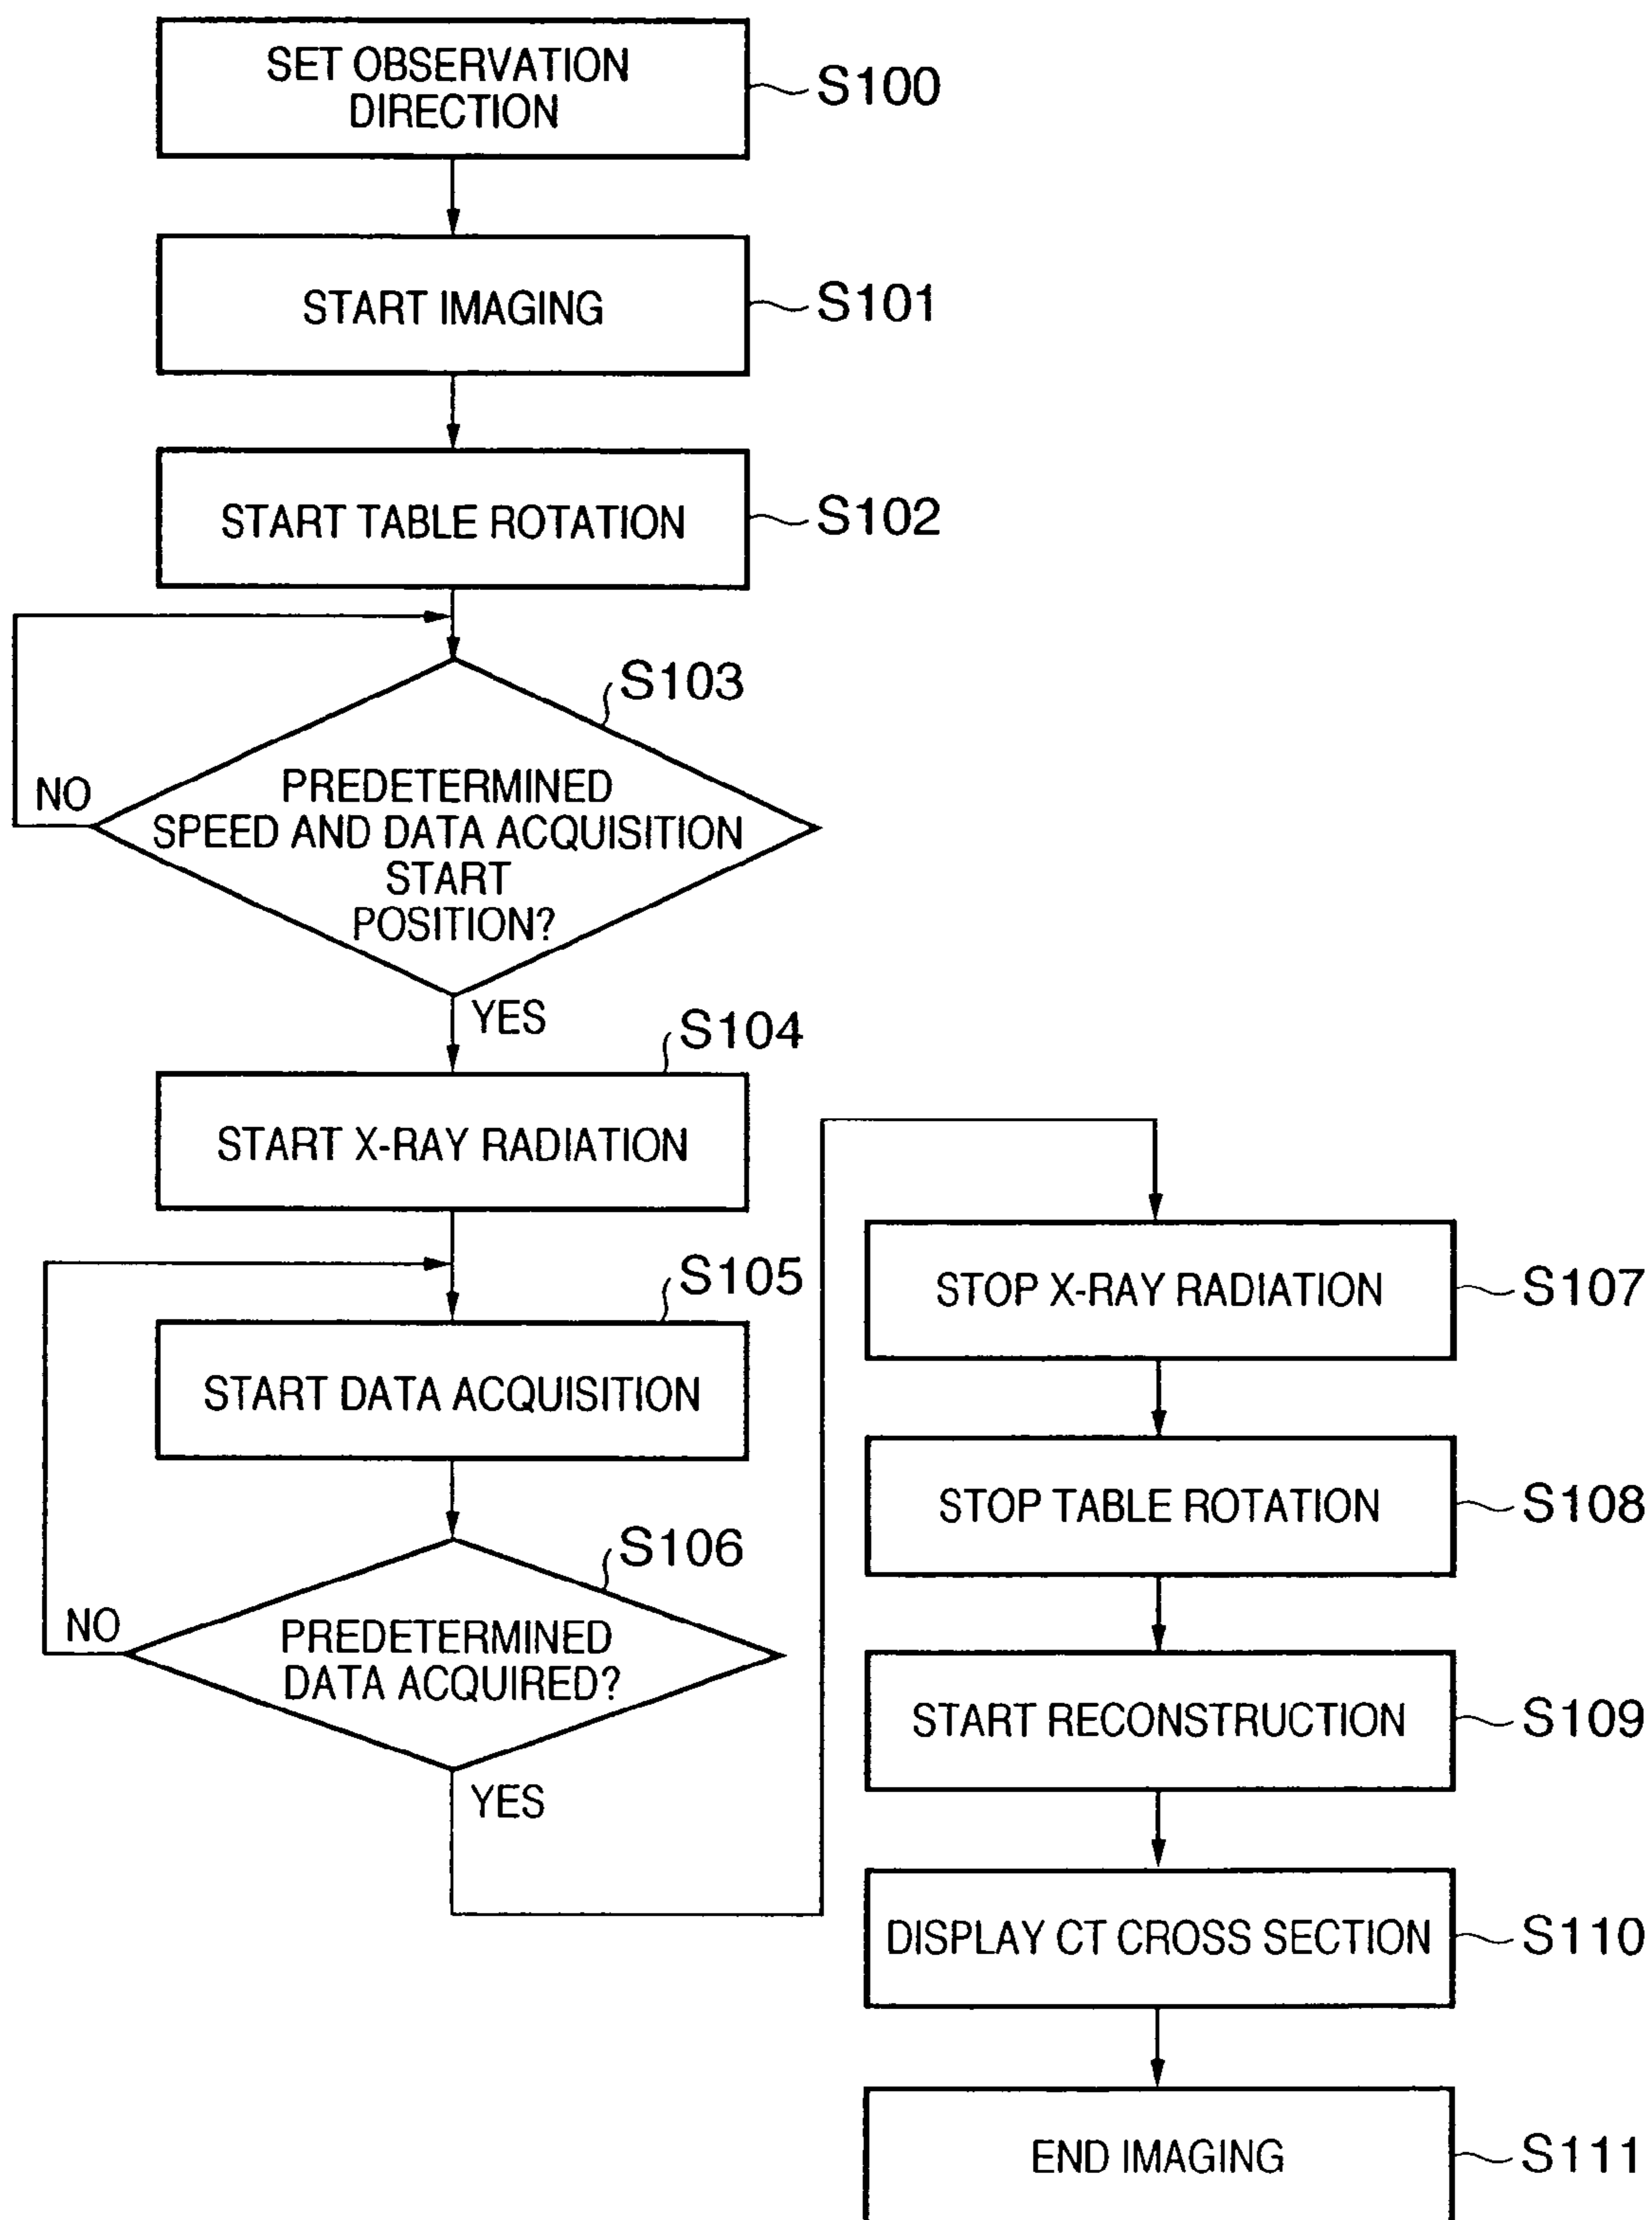 SET OBSERVATION
DIRECTION
S100
START IMAGING
S101
START TABLE ROTATION
S102
S103
NO
PREDETERMINED
SPEED AND DATA ACQUISITION
START
POSITION?
YES
S104
START X-RAY RADIATION
S105
START DATA ACQUISITION
S106
NO
PREDETERMINED
DATA ACQUIRED?
YES
STOP X-RAY RADIATION
S107
STOP TABLE ROTATION
S108
START RECONSTRUCTION
S109
DISPLAY CT CROSS SECTION
S110
END IMAGING
S111